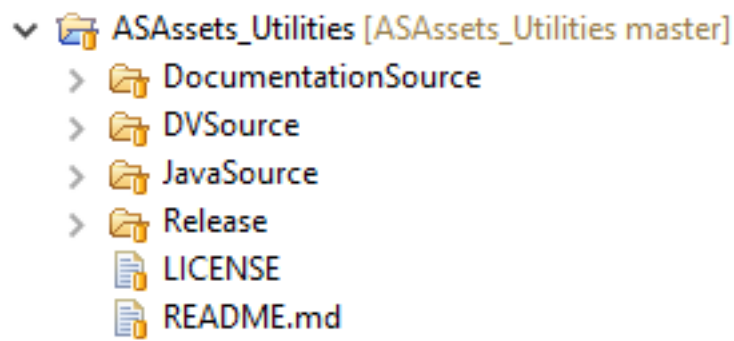 ASAssets_Utilities [ASAssets_Utilities master]
DocumentationSource
DVSource
JavaSource
Release
LICENSE
README.md